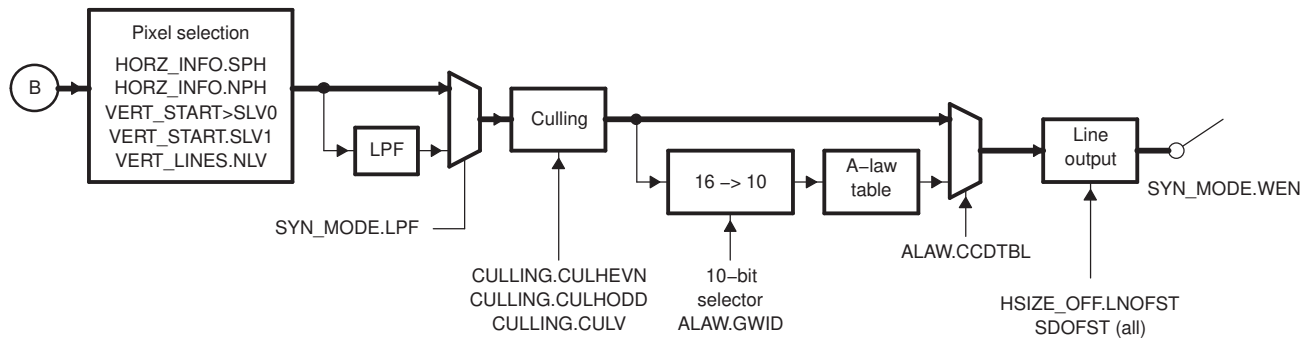 B
Pixel selection
HORZ_INFO.SPH
HORZ_INFO.NPH
VERT_START>SLV0
VERT_START.SLV1
VERT_LINES.NLV
LPF
SYN_MODE.LPF
Culling
CULLING.CULHEVN
CULLING.CULHODD
CULLING.CULV
16 −> 10
10−bit
selector
ALAW.GWID
A−law
table
ALAW.CCDTBL
Line
output
HSIZE_OFF.LNOFST
SDOFST (all)
SYN_MODE.WEN